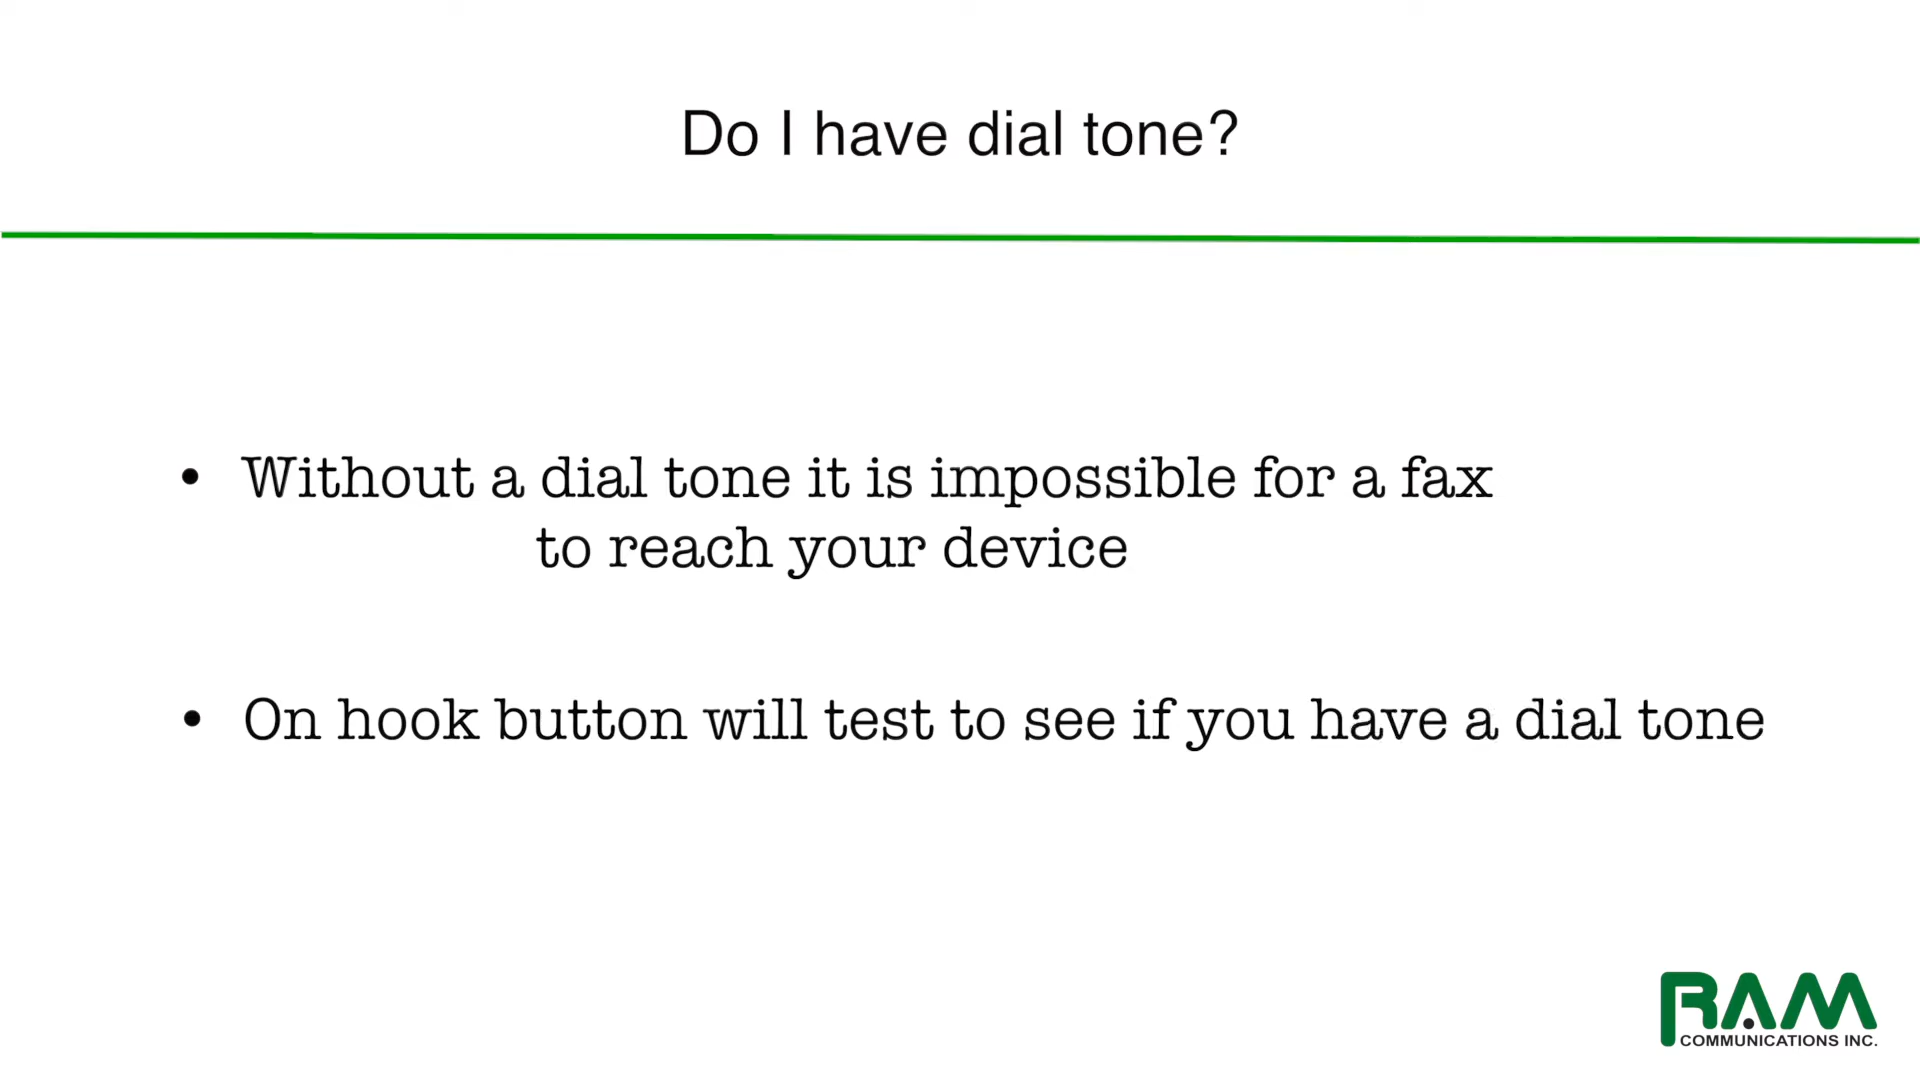 Do I have dial tone?
• Without a dial tone it is impossible for a fax
to reach your device
• On hook button will test to see if you have a dial tone
RAM
COMMUNICATIONS INC.